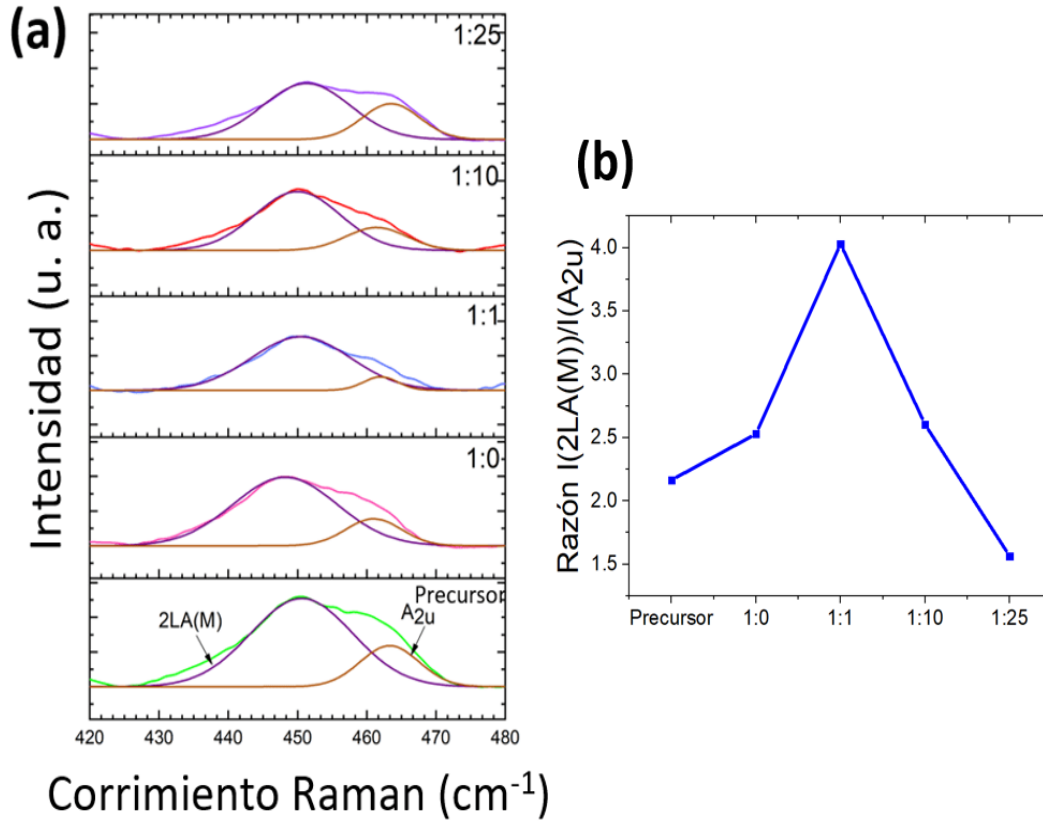 (a)
1:25
1:10
1:1
1:0
Precursor
2LA(M)
A2u
Intensidad (u. a.)
420 430 440 450 460 470 480
Corrimiento Raman (cm-1)
(b)
Razón I(2LA(M))/I(A2u)
4.0
3.5
3.0
2.5
2.0
1.5
Precursor 1:0 1:1 1:10 1:25